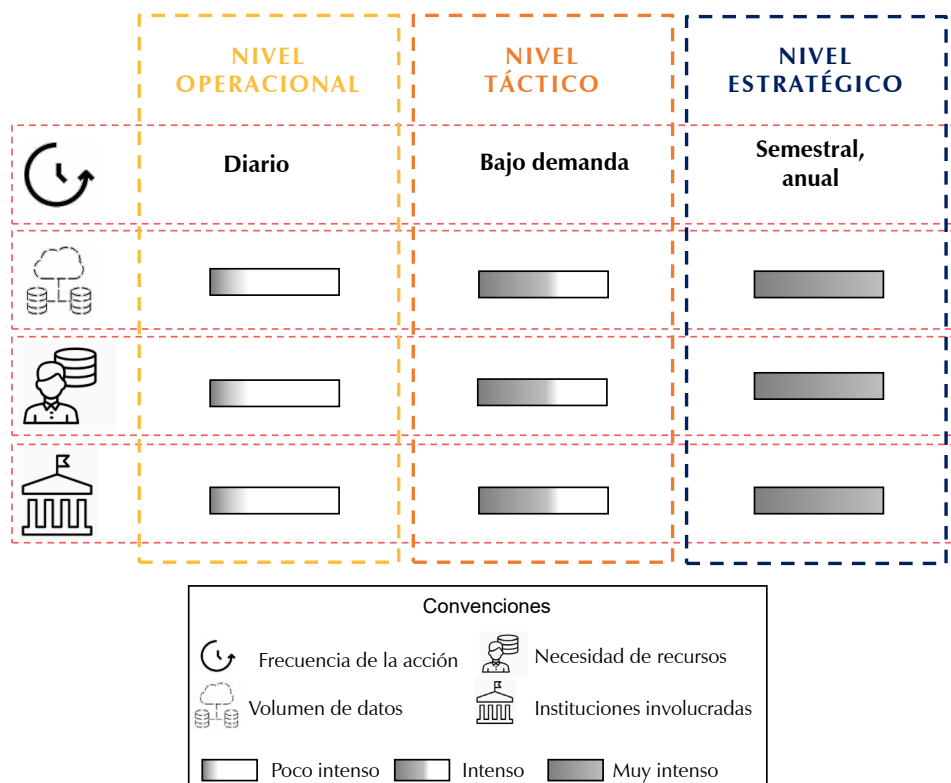 NIVEL
OPERACIONAL
NIVEL
TÁCTICO
NIVEL
ESTRATÉGICO
Diario
Bajo demanda
Semestral,
anual
Convenciones
Frecuencia de la acción
Necesidad de recursos
Volumen de datos
Instituciones involucradas
Poco intenso
Intenso
Muy intenso